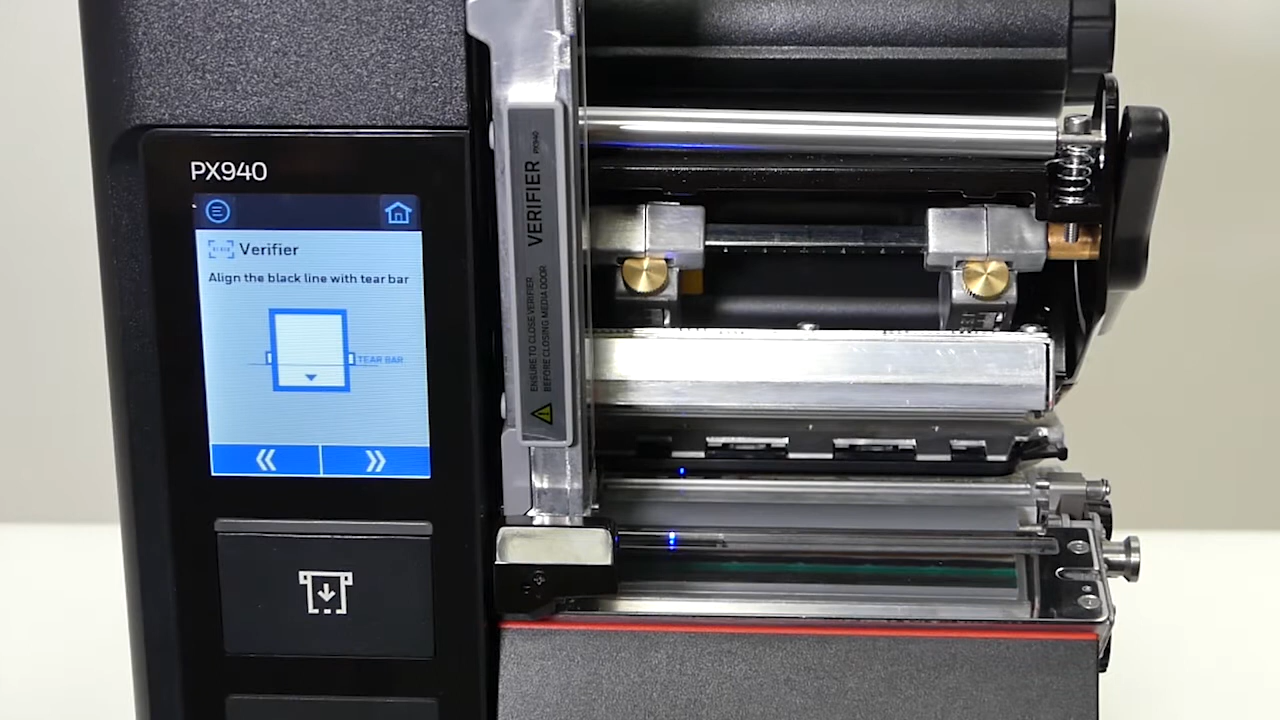 PX940
Verifier
Align the black line with tear bar
TEAR BAR
VERIFIER PX940
ENSURE TO CLOSE VERIFIER
BEFORE CLOSING MEDIA DOOR